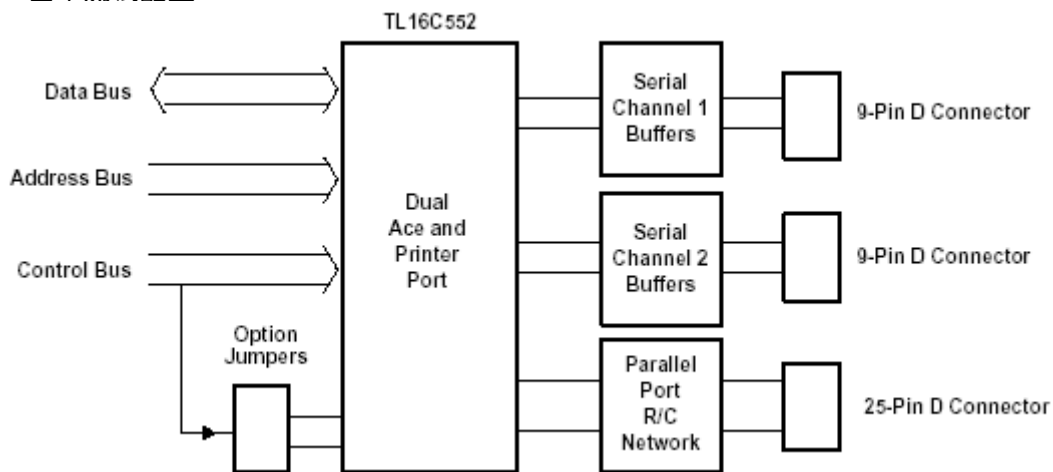 TL16C552
Data Bus
Address Bus
Control Bus
Option
Jumpers
Dual
Ace and
Printer
Port
Serial
Channel 1
Buffers
9-Pin D Connector
Serial
Channel 2
Buffers
9-Pin D Connector
Parallel
Port
R/C
Network
25-Pin D Connector